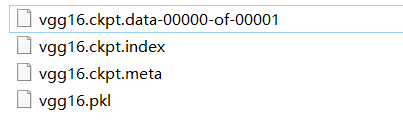 vgg16.ckpt.data-00000-of-00001
vgg16.ckpt.index
vgg16.ckpt.meta
vgg16.pkl